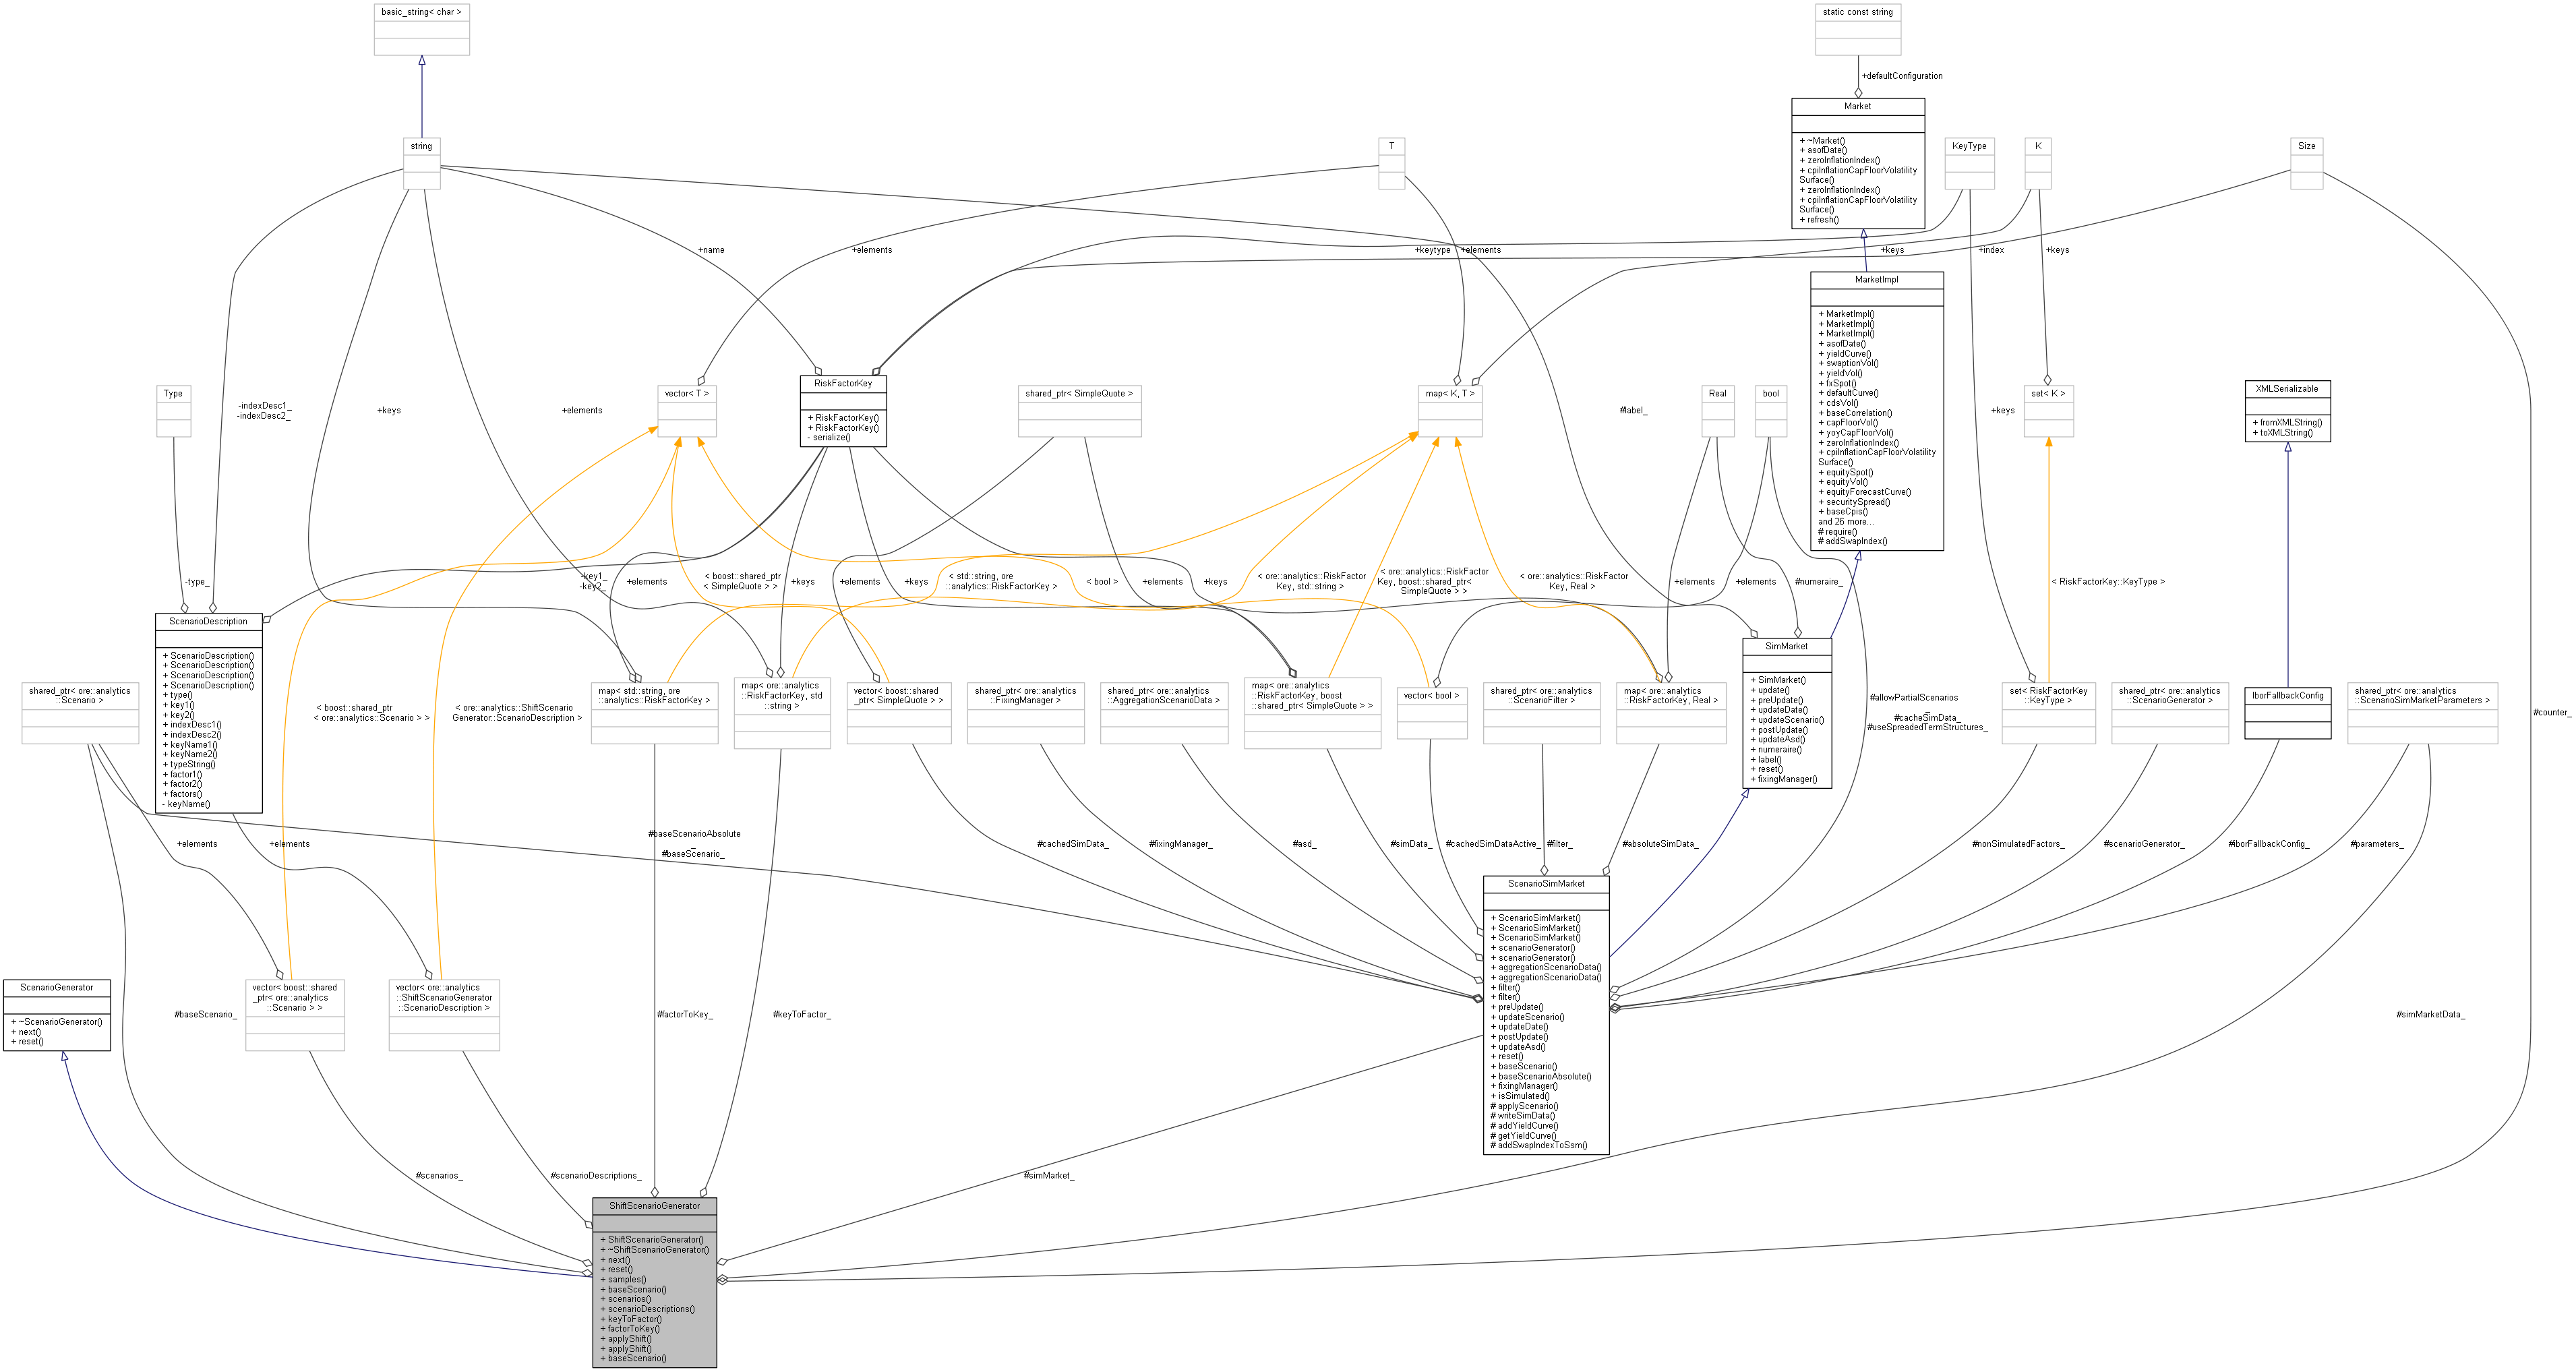 basic_string< char >
static const string
+defaultConfiguration
Market
+ ~Market()
+ asofDate()
+ zeroInflationIndex()
+ cpiInflationCapFloorVolatility
Surface()
+ zeroInflationIndex()
+ cpiInflationCapFloorVolatility
Surface()
+ refresh()
string
T
KeyType
K
Size
+name
+elements
+keytype
+elements
+keys
+index
+keys
MarketImpl
+ MarketImpl()
+ MarketImpl()
+ MarketImpl()
+ asofDate()
+ yieldCurve()
+ swaptionVol()
+ yieldVol()
+ fxSpot()
+ defaultCurve()
+ cdsVol()
+ baseCorrelation()
+ capFloorVol()
+ yoyCapFloorVol()
+ zeroInflationIndex()
+ cpiInflationCapFloorVolatility
Surface()
+ equitySpot()
+ equityVol()
+ equityForecastCurve()
+ securitySpread()
+ baseCpis()
and 26 more...
# require()
# addSwapIndex()
Type
-indexDesc1_
-indexDesc2_
+keys
+elements
vector< T >
RiskFactorKey
+ RiskFactorKey()
+ RiskFactorKey()
- serialize()
shared_ptr< SimpleQuote >
map< K, T >
#label_
Real
bool
set< K >
+keys
XMLSerializable
+ fromXMLString()
+ toXMLString()
-type_
-key1_
-key2_
+elements
< boost::shared_ptr
< SimpleQuote > >
+keys
+elements
+keys
< std::string, ore
::analytics::RiskFactorKey >
< bool >
+elements
+keys
< ore::analytics::RiskFactor
Key, std::string >
< ore::analytics::RiskFactor
Key, boost::shared_ptr<
SimpleQuote > >
< ore::analytics::RiskFactor
Key, Real >
+elements
+elements
#numeraire_
< RiskFactorKey::KeyType >
ScenarioDescription
+ ScenarioDescription()
+ ScenarioDescription()
+ ScenarioDescription()
+ ScenarioDescription()
+ type()
+ key1()
+ key2()
+ indexDesc1()
+ indexDesc2()
+ keyName1()
+ keyName2()
+ typeString()
+ factor1()
+ factor2()
+ factors()
- keyName()
SimMarket
+ SimMarket()
+ update()
+ preUpdate()
+ updateDate()
+ updateScenario()
+ postUpdate()
+ updateAsd()
+ numeraire()
+ label()
+ reset()
+ fixingManager()
shared_ptr< ore::analytics
::Scenario >
< boost::shared_ptr
< ore::analytics::Scenario > >
< ore::analytics::ShiftScenario
Generator::ScenarioDescription >
map< std::string, ore
::analytics::RiskFactorKey >
map< ore::analytics
::RiskFactorKey, std
::string >
vector< boost::shared
_ptr< SimpleQuote > >
shared_ptr< ore::analytics
::FixingManager >
shared_ptr< ore::analytics
::AggregationScenarioData >
map< ore::analytics
::RiskFactorKey, boost
::shared_ptr< SimpleQuote > >
vector< bool >
shared_ptr< ore::analytics
::ScenarioFilter >
map< ore::analytics
::RiskFactorKey, Real >
#allowPartialScenarios
_
#cacheSimData_
#useSpreadedTermStructures_
set< RiskFactorKey
::KeyType >
shared_ptr< ore::analytics
::ScenarioGenerator >
IborFallbackConfig
shared_ptr< ore::analytics
::ScenarioSimMarketParameters >
#counter_
+elements
+elements
#baseScenarioAbsolute
_
#baseScenario_
#cachedSimData_
#fixingManager_
#asd_
#simData_
#cachedSimDataActive_
#filter_
#absoluteSimData_
#nonSimulatedFactors_
#scenarioGenerator_
#iborFallbackConfig_
#parameters_
ScenarioSimMarket
+ ScenarioSimMarket()
+ ScenarioSimMarket()
+ ScenarioSimMarket()
+ scenarioGenerator()
+ scenarioGenerator()
+ aggregationScenarioData()
+ aggregationScenarioData()
+ filter()
+ filter()
+ preUpdate()
+ updateScenario()
+ updateDate()
+ postUpdate()
+ updateAsd()
+ reset()
+ baseScenario()
+ baseScenarioAbsolute()
+ fixingManager()
+ isSimulated()
# applyScenario()
# writeSimData()
# addYieldCurve()
# getYieldCurve()
# addSwapIndexToSsm()
ScenarioGenerator
+ ~ScenarioGenerator()
+ next()
+ reset()
#baseScenario_
vector< boost::shared
_ptr< ore::analytics
::Scenario > >
vector< ore::analytics
::ShiftScenarioGenerator
::ScenarioDescription >
#factorToKey_
#keyToFactor_
#simMarketData_
#scenarios_
#scenarioDescriptions_
#simMarket_
ShiftScenarioGenerator
+ ShiftScenarioGenerator()
+ ~ShiftScenarioGenerator()
+ next()
+ reset()
+ samples()
+ baseScenario()
+ scenarios()
+ scenarioDescriptions()
+ keyToFactor()
+ factorToKey()
+ applyShift()
+ applyShift()
+ baseScenario()